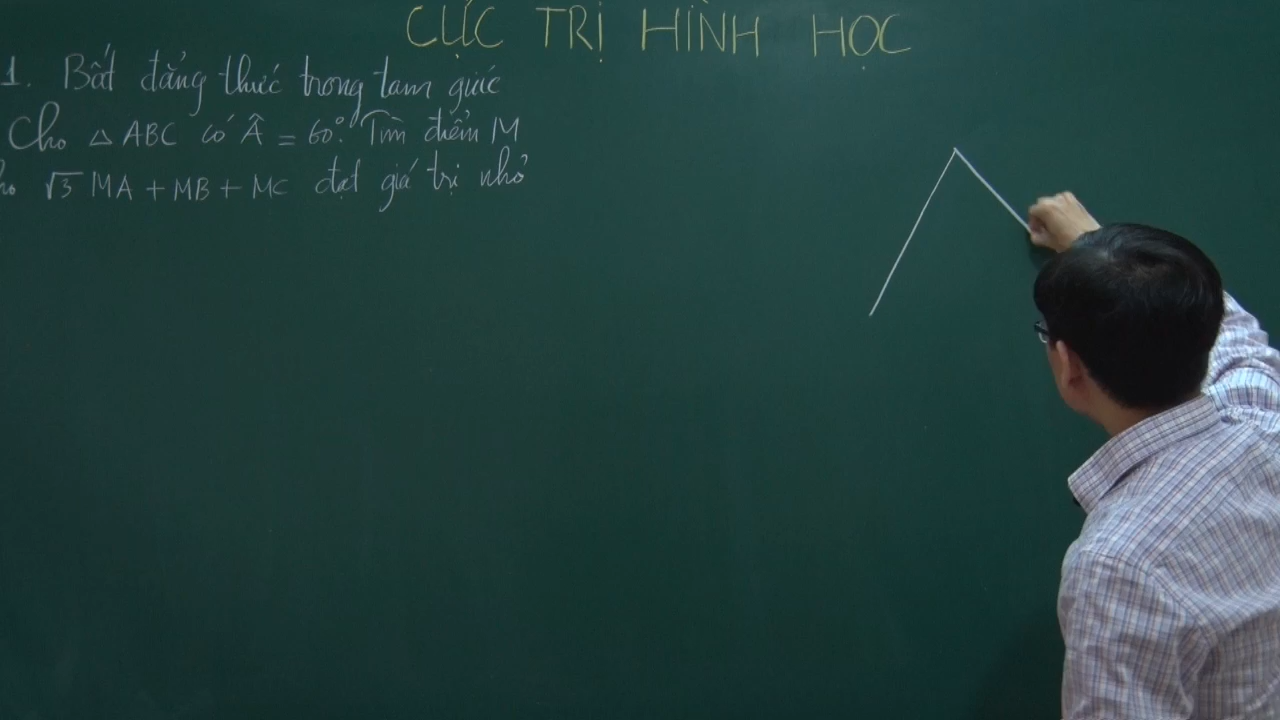 CỰC TRỊ HÌNH HỌC
1. Bất đẳng thức trong tam giác
Cho △ ABC có Â = 60°. Tìm điểm M
√3 MA + MB + MC đạt giá trị nhỏ